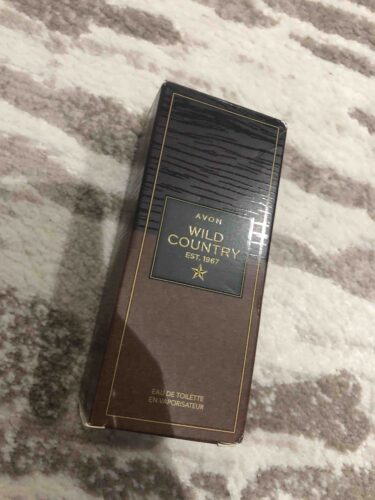 AVON
WILD
COUNTRY
EST. 1967
EAU DE TOILETTE
EN VAPORISATEUR